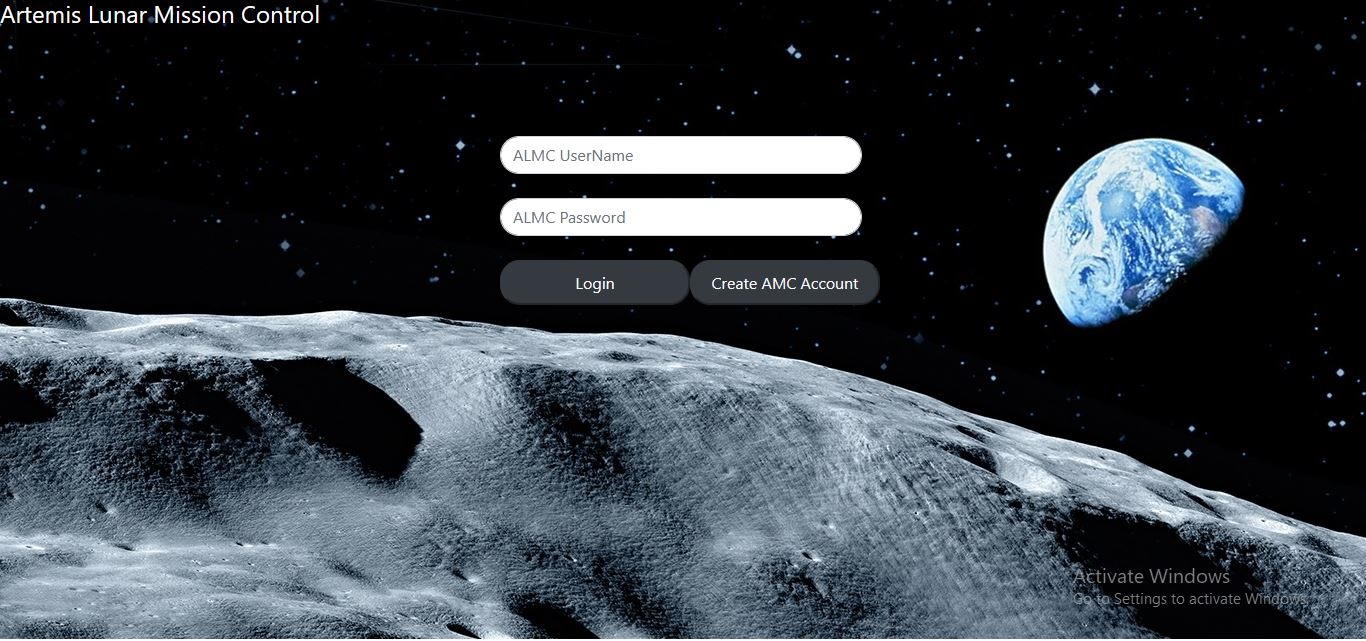 Artemis Lunar Mission Control
ALMC UserName
ALMC Password
Login
Create AMC Account
Activate Windows
Go to Settings to activate Windows.